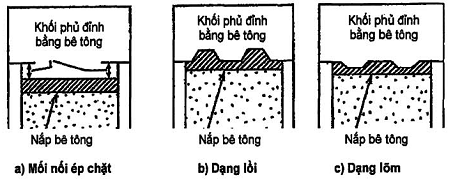 Khối phủ đỉnh
bằng bê tông
Nắp bê tông
a) Mối nối ép chặt
Khối phủ đỉnh
bằng bê tông
Nắp bê tông
b) Dạng lồi
Khối phủ đỉnh
bằng bê tông
Nắp bê tông
c) Dạng lõm